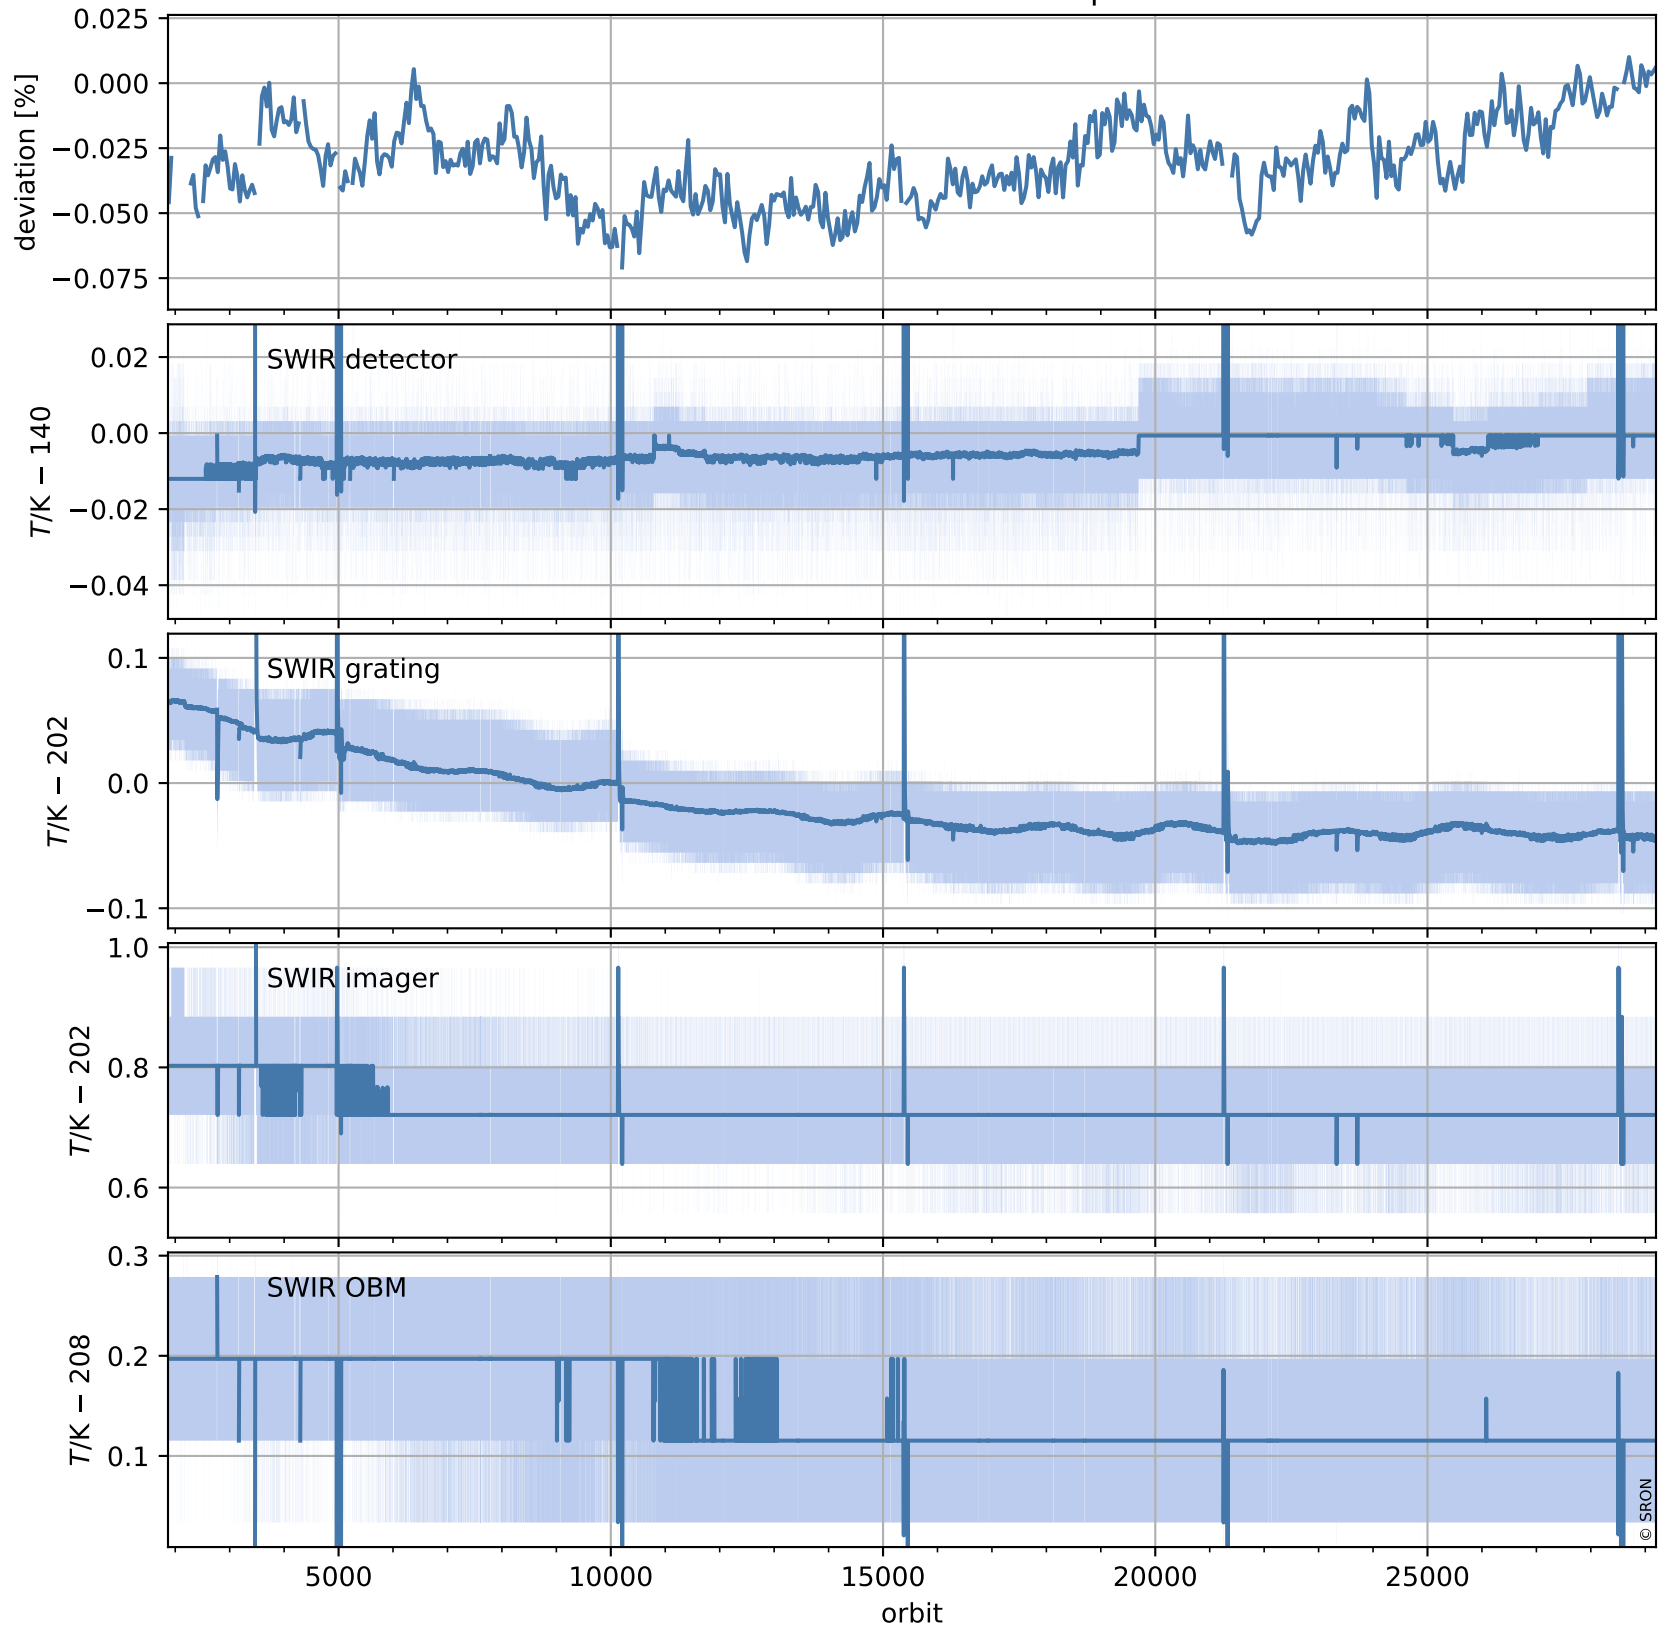 0.025
0.000
−0.025
−0.050
−0.075
deviation [%]
0.02
0.00
−0.02
−0.04
T/K − 140
SWIR detector
0.1
0.0
−0.1
T/K − 202
SWIR grating
1.0
0.8
0.6
T/K − 202
SWIR imager
0.3
0.2
0.1
T/K − 208
SWIR OBM
© SRON
5000 10000 15000 20000 25000
orbit